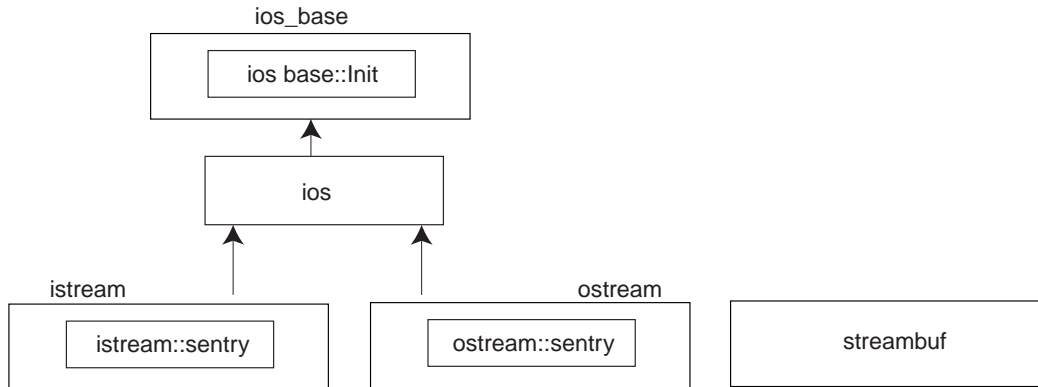 ios_base
ios base::Init
ios
istream
ostream
istream::sentry
ostream::sentry
streambuf